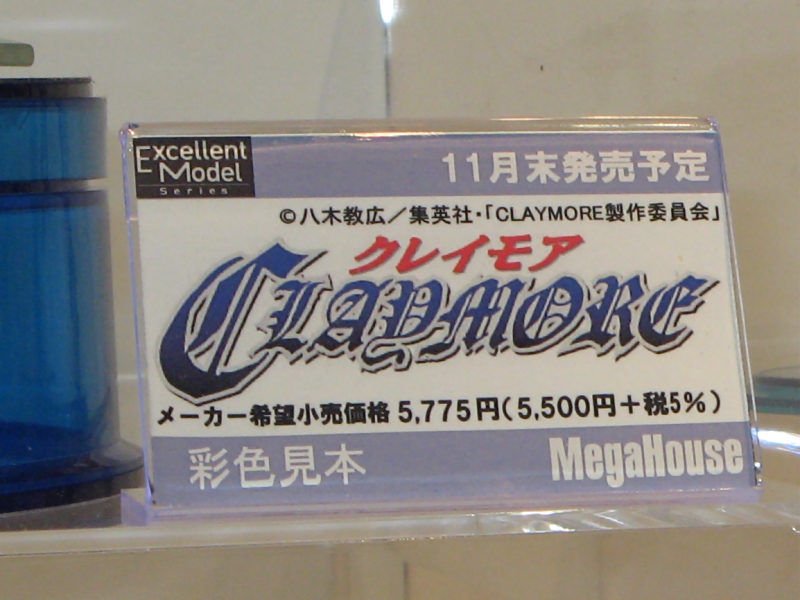 Excellent
Model
Series
11月末発売予定
©八木教広／集英社・「CLAYMORE製作委員会」
クレイモア
CLAYMORE
メーカー希望小売価格 5,775円(5,500円＋税5%)
彩色見本
MegaHouse